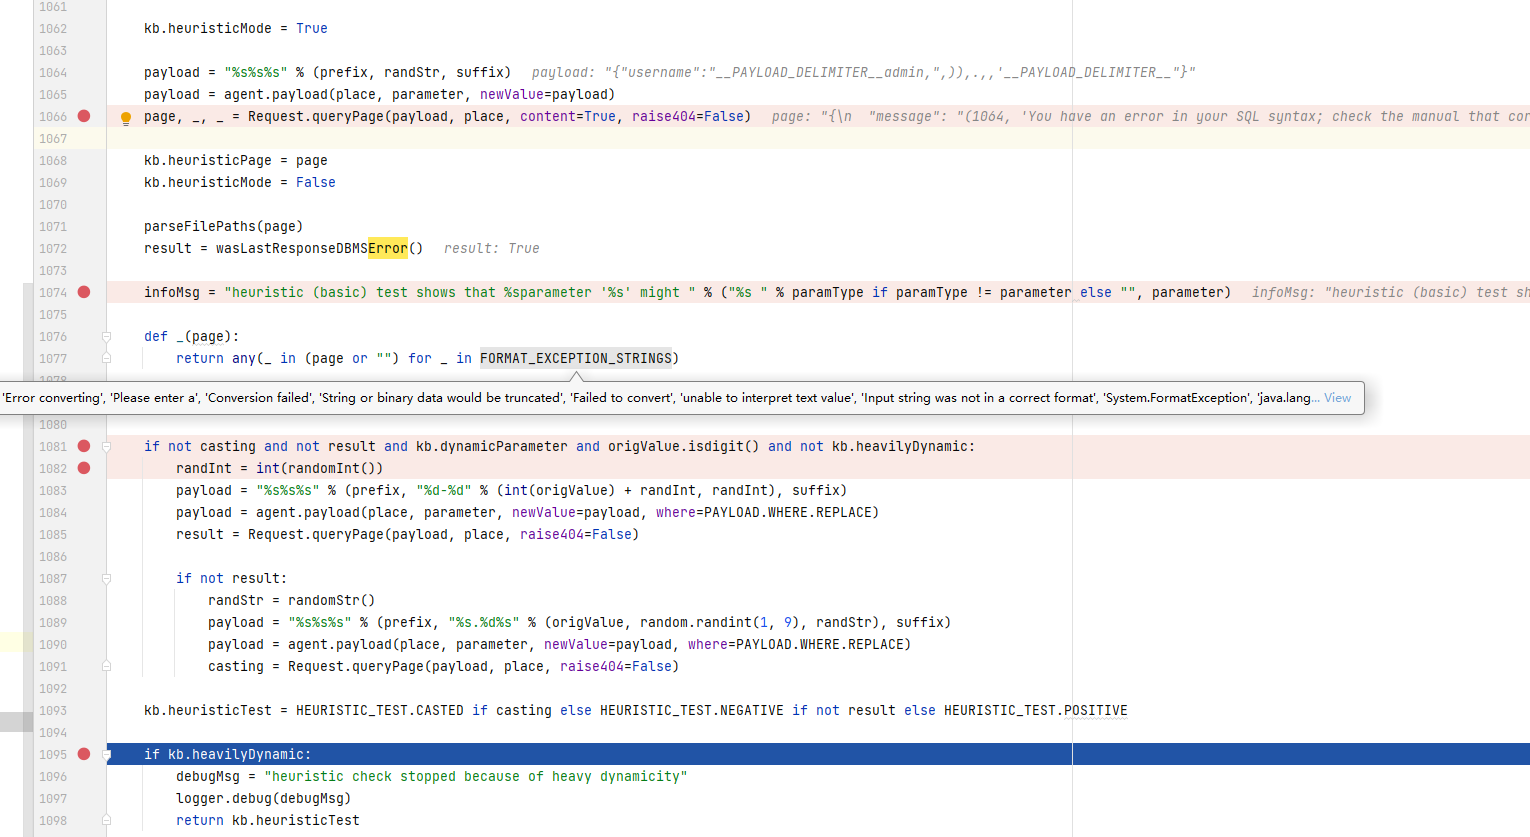 1061
1062 kb.heuristicMode = True
1063
1064 payload = "%s%s%s" % (prefix, randStr, suffix) payload: "{"username":"__PAYLOAD_DELIMITER__admin,",)),.,,'__PAYLOAD_DELIMITER__"}"
1065 payload = agent.payload(place, parameter, newValue=payload)
1066 page, _, _ = Request.queryPage(payload, place, content=True, raise404=False) page: "{\n "message": "(1064, 'You have an error in your SQL syntax; check the manual that cor
1067
1068 kb.heuristicPage = page
1069 kb.heuristicMode = False
1070
1071 parseFilePaths(page)
1072 result = wasLastResponseDBMSError() result: True
1073
1074 infoMsg = "heuristic (basic) test shows that %sparameter '%s' might " % ("%s " % paramType if paramType != parameter else "", parameter) infoMsg: "heuristic (basic) test sh
1075
1076 def _(page):
1077 return any(_ in (page or "") for _ in FORMAT_EXCEPTION_STRINGS)
'Error converting', 'Please enter a', 'Conversion failed', 'String or binary data would be truncated', 'Failed to convert', 'unable to interpret text value', 'Input string was not in a correct format', 'System.FormatException', 'java.lang... View
1080
1081 if not casting and not result and kb.dynamicParameter and origValue.isdigit() and not kb.heavilyDynamic:
1082 randInt = int(randomInt())
1083 payload = "%s%s%s" % (prefix, "%d-%d" % (int(origValue) + randInt, randInt), suffix)
1084 payload = agent.payload(place, parameter, newValue=payload, where=PAYLOAD.WHERE.REPLACE)
1085 result = Request.queryPage(payload, place, raise404=False)
1086
1087 if not result:
1088 randStr = randomStr()
1089 payload = "%s%s%s" % (prefix, "%s.%d%s" % (origValue, random.randint(1, 9), randStr), suffix)
1090 payload = agent.payload(place, parameter, newValue=payload, where=PAYLOAD.WHERE.REPLACE)
1091 casting = Request.queryPage(payload, place, raise404=False)
1092
1093 kb.heuristicTest = HEURISTIC_TEST.CASTED if casting else HEURISTIC_TEST.NEGATIVE if not result else HEURISTIC_TEST.POSITIVE
1094
1095 if kb.heavilyDynamic:
1096 debugMsg = "heuristic check stopped because of heavy dynamicity"
1097 logger.debug(debugMsg)
1098 return kb.heuristicTest